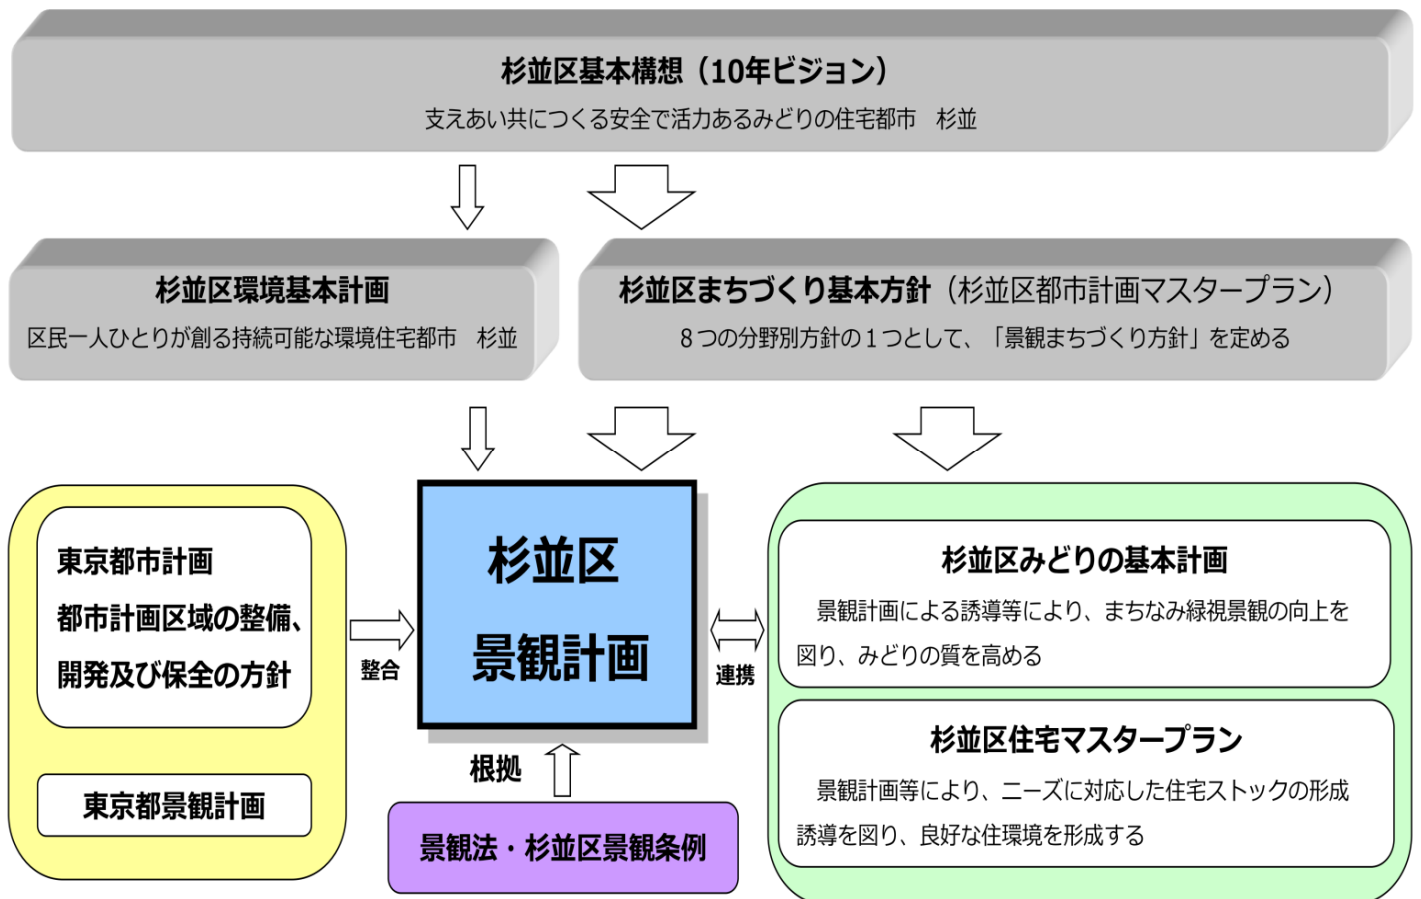 杉並区基本構想（10年ビジョン）
支えあい共につくる安全で活力あるみどりの住宅都市　杉並
杉並区環境基本計画
区民一人ひとりが創る持続可能な環境住宅都市　杉並
杉並区まちづくり基本方針（杉並区都市計画マスタープラン）
８つの分野別方針の１つとして、「景観まちづくり方針」を定める
東京都市計画
都市計画区域の整備、
開発及び保全の方針
東京都景観計画
整合
杉並区
景観計画
連携
根拠
景観法・杉並区景観条例
杉並区みどりの基本計画
景観計画による誘導等により、まちなみ緑視景観の向上を
図り、みどりの質を高める
杉並区住宅マスタープラン
景観計画等により、ニーズに対応した住宅ストックの形成
誘導を図り、良好な住環境を形成する